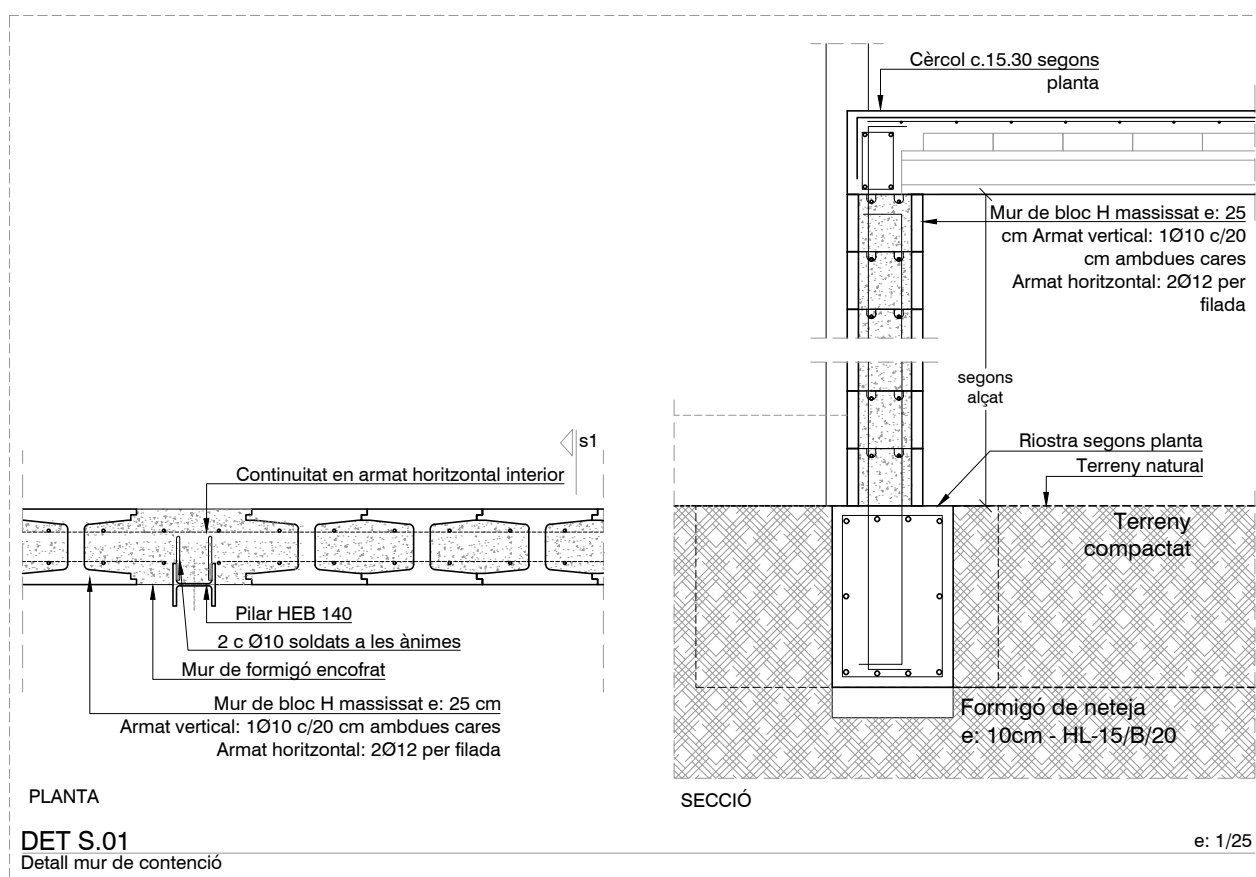 Cèrcol c.15.30 segons
planta
Mur de bloc H massissat e: 25
cm Armat vertical: 1Ø10 c/20
cm ambdues cares
Armat horitzontal: 2Ø12 per
filada
segons
alçat
Riostra segons planta
Terreny natural
Terreny
compactat
Formigó de neteja
e: 10cm - HL-15/B/20
SECCIÓ
s1
Continuitat en armat horitzontal interior
Pilar HEB 140
2 c Ø10 soldats a les ànimes
Mur de formigó encofrat
Mur de bloc H massissat e: 25 cm
Armat vertical: 1Ø10 c/20 cm ambdues cares
Armat horitzontal: 2Ø12 per filada
PLANTA
DET S.01
Detall mur de contenció
e: 1/25